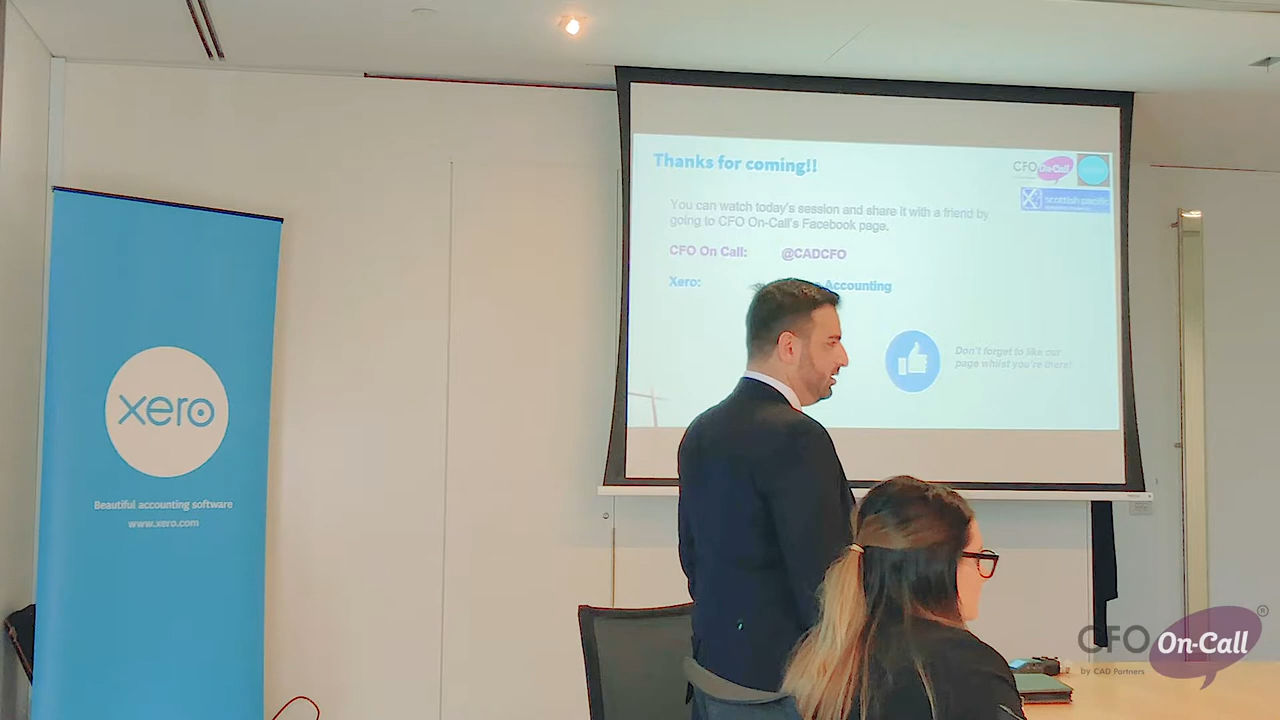 Thanks for coming!!
CFO On-Call
You can watch today's session and share it with a friend by
going to CFO On-Call's Facebook page.
scottish pacific
CFO On Call: @CADCFO
Xero: Accounting
Don't forget to like our
page whilst you're there!
xero
Beautiful accounting software
www.xero.com
CFO On-Call ®
by CAD Partners